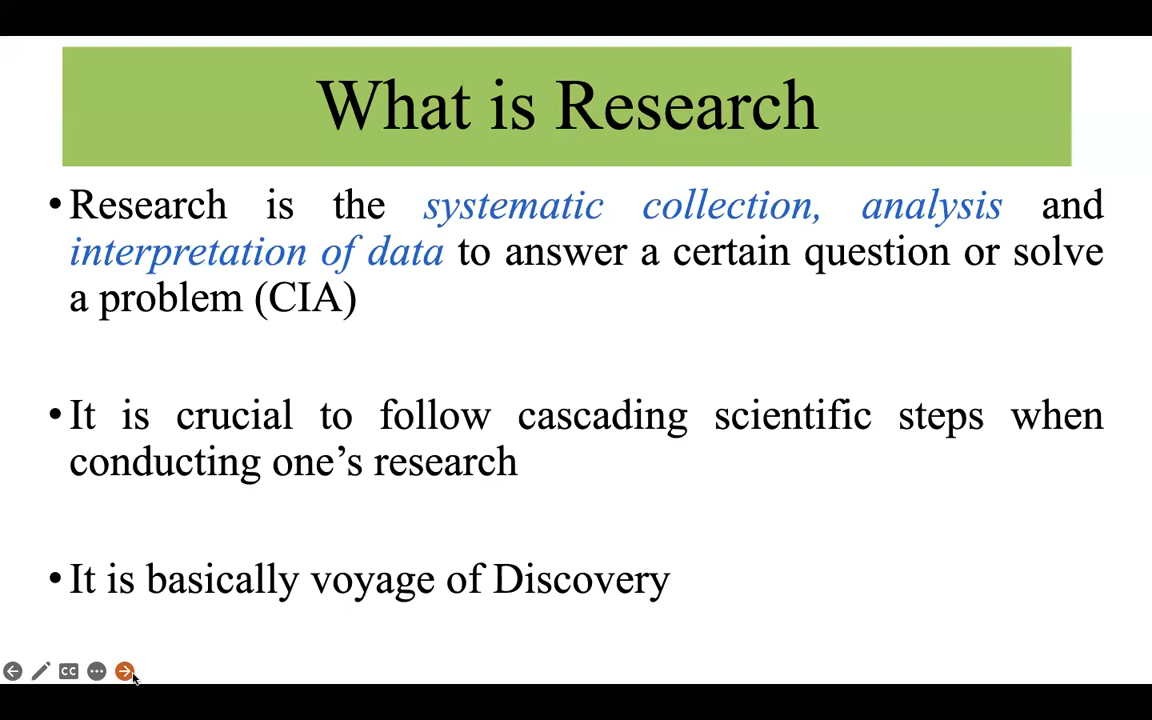 What is Research
•Research is the systematic collection, analysis and
interpretation of data to answer a certain question or solve
a problem (CIA)
•It is crucial to follow cascading scientific steps when
conducting one’s research
•It is basically voyage of Discovery
CC